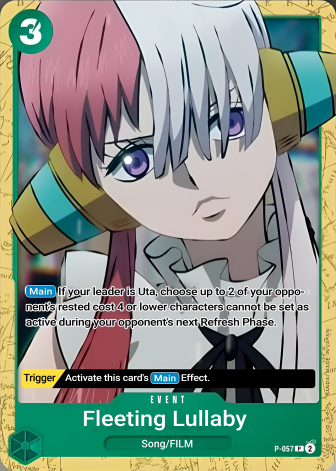 3
Main If your leader is Uta, choose up to 2 of your oppo-
nent's rested cost 4 or lower characters cannot be set as
active during your opponent's next Refresh Phase.
Trigger Activate this card's Main Effect.
EVENT
Fleeting Lullaby
Song/FILM
P-057 P 2